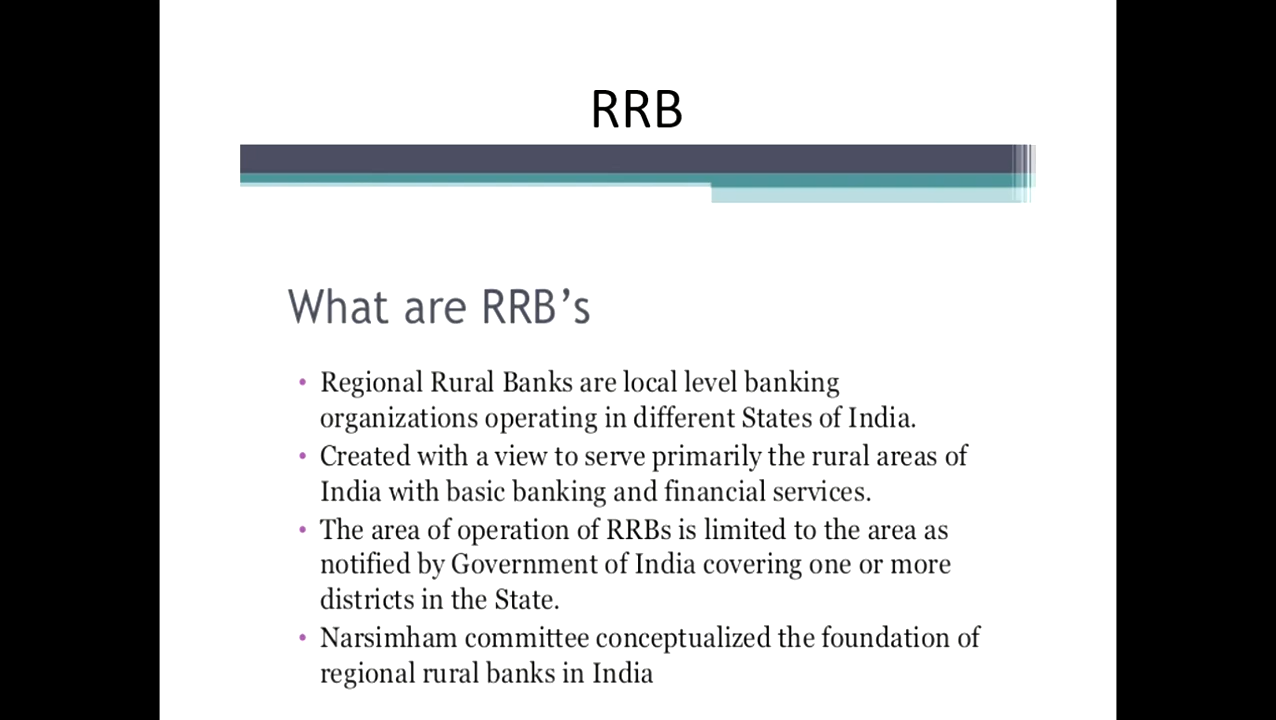 RRB
What are RRB’s
• Regional Rural Banks are local level banking
organizations operating in different States of India.
• Created with a view to serve primarily the rural areas of
India with basic banking and financial services.
• The area of operation of RRBs is limited to the area as
notified by Government of India covering one or more
districts in the State.
• Narsimham committee conceptualized the foundation of
regional rural banks in India